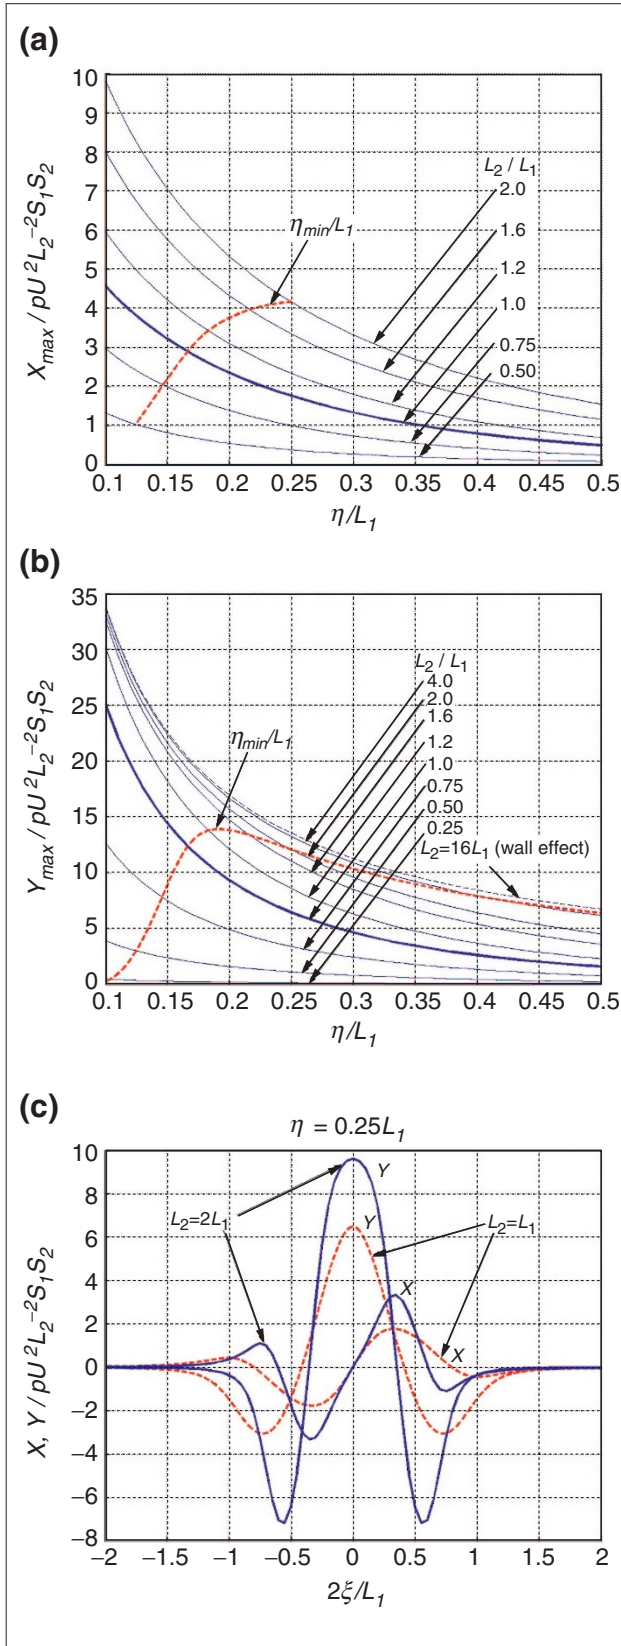 (a)
10
9
8
7
6
5
4
3
2
1
0
X_max / pU²L₂⁻²S₁S₂
L₂ / L₁
2.0
1.6
1.2
1.0
0.75
0.50
η_min/L₁
0.1 0.15 0.2 0.25 0.3 0.35 0.4 0.45 0.5
η/L₁
(b)
35
30
25
20
15
10
5
0
Y_max / pU²L₂⁻²S₁S₂
L₂ / L₁
4.0
2.0
1.6
1.2
1.0
0.75
0.50
0.25
L₂=16L₁ (wall effect)
η_min/L₁
0.1 0.15 0.2 0.25 0.3 0.35 0.4 0.45 0.5
η/L₁
(c)
η = 0.25L₁
10
8
6
4
2
0
−2
−4
−6
−8
X, Y / pU²L₂⁻²S₁S₂
L₂=2L₁
Y
Y
L₂=L₁
X
X
−2 −1.5 −1 −0.5 0 0.5 1 1.5 2
2ξ/L₁